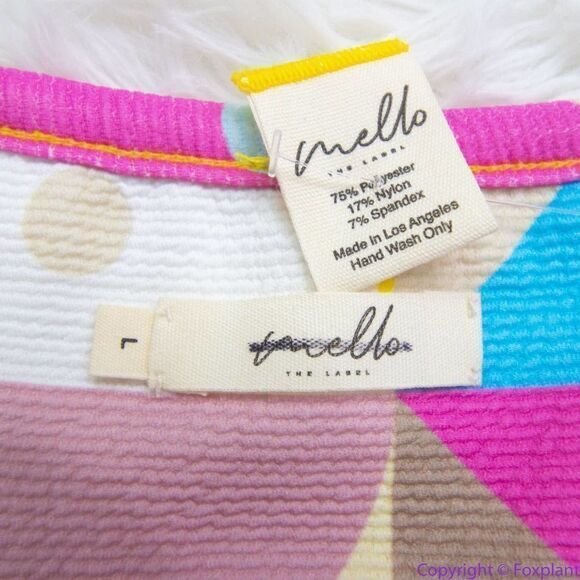 mello
THE LABEL
75% Polyester
17% Nylon
7% Spandex
Made in Los Angeles
Hand Wash Only
L
mello
THE LABEL
Copyright © Foxplant